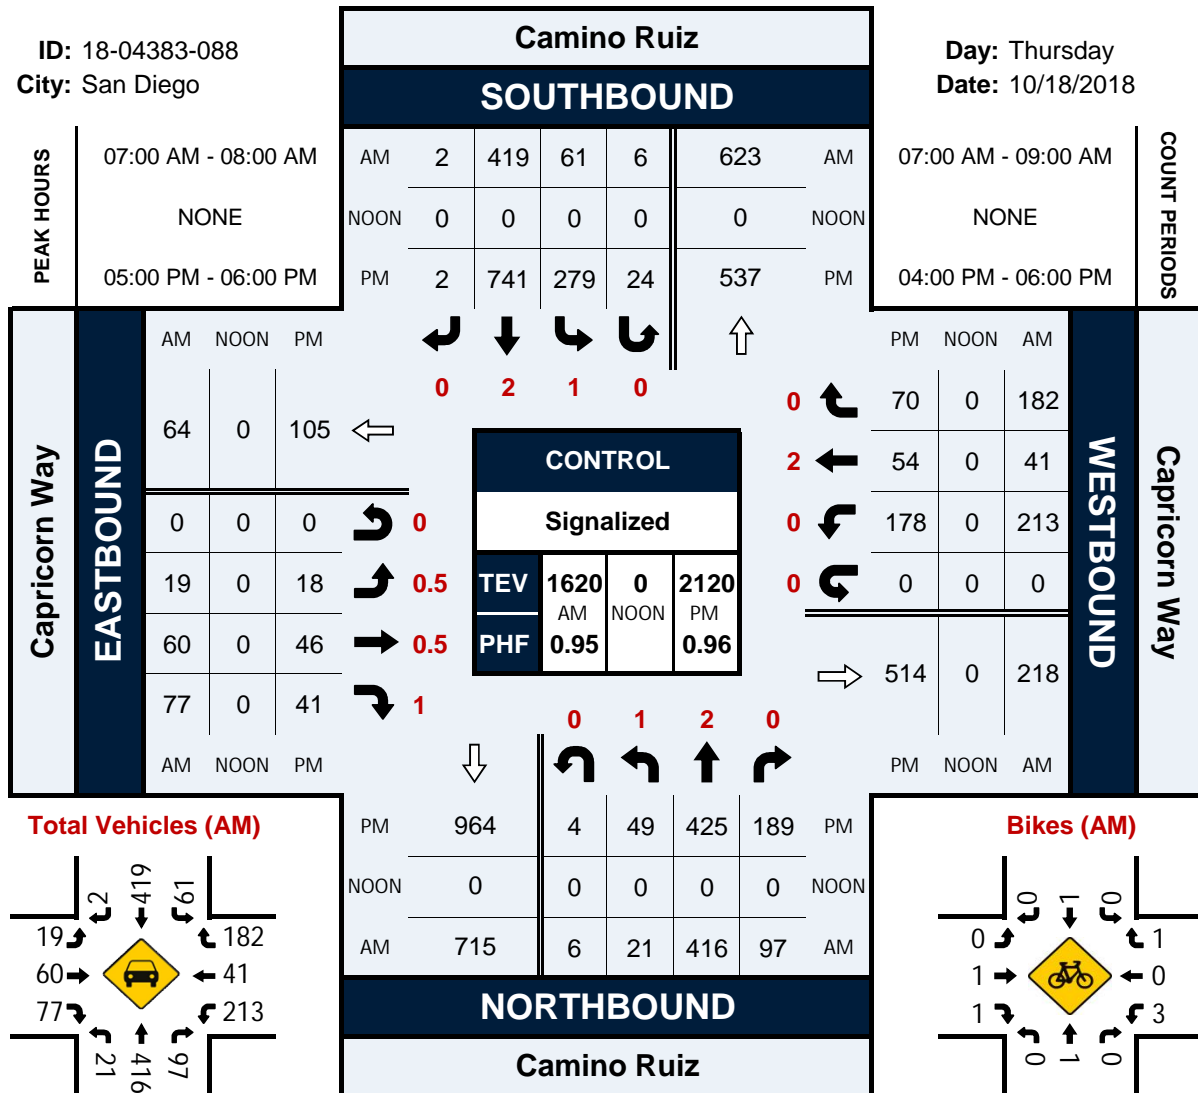 Camino Ruiz
ID: 18-04383-088
Day: Thursday
City: San Diego
SOUTHBOUND
Date: 10/18/2018
PEAK HOURS
07:00 AM - 08:00 AM
NONE
05:00 PM - 06:00 PM
AM 2 419 61 6 623 AM
NOON 0 0 0 0 0 NOON
PM 2 741 279 24 537 PM
07:00 AM - 09:00 AM
NONE
04:00 PM - 06:00 PM
COUNT PERIODS
0 2 1 0
Capricorn Way
EASTBOUND
AM NOON PM
64 0 105
0 0 0 0
19 0 18 0.5
60 0 46 0.5
77 0 41 1
AM NOON PM
CONTROL
Signalized
TEV 1620 0 2120
AM NOON PM
PHF 0.95 0.96
PM NOON AM
0 70 0 182
2 54 0 41
0 178 0 213
0 0 0 0
514 0 218
PM NOON AM
WESTBOUND
Capricorn Way
0 1 2 0
PM 964 4 49 425 189 PM
NOON 0 0 0 0 0 NOON
AM 715 6 21 416 97 AM
NORTHBOUND
Camino Ruiz
Total Vehicles (AM)
2 419 61
19 182
60 41
77 213
21 416 97
Bikes (AM)
0 1 0
0 1
1 0
1 3
0 1 0